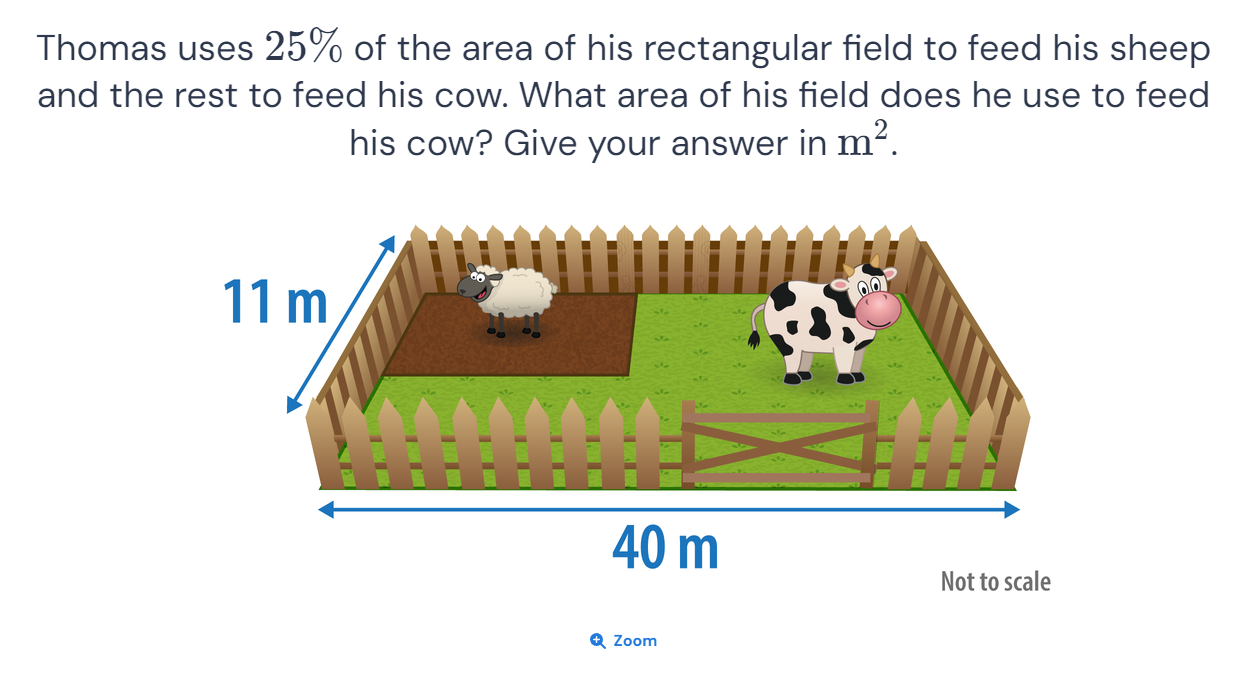 Thomas uses 25% of the area of his rectangular field to feed his sheep
and the rest to feed his cow. What area of his field does he use to feed
his cow? Give your answer in m².
11 m
40 m
Not to scale
Zoom